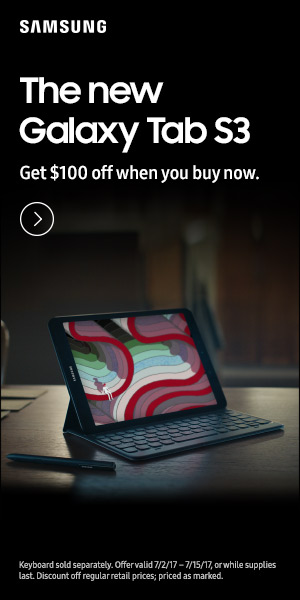 SAMSUNG
The new
Galaxy Tab S3
Get $100 off when you buy now.
Keyboard sold separately. Offer valid 7/2/17 – 7/15/17, or while supplies
last. Discount off regular retail prices; priced as marked.